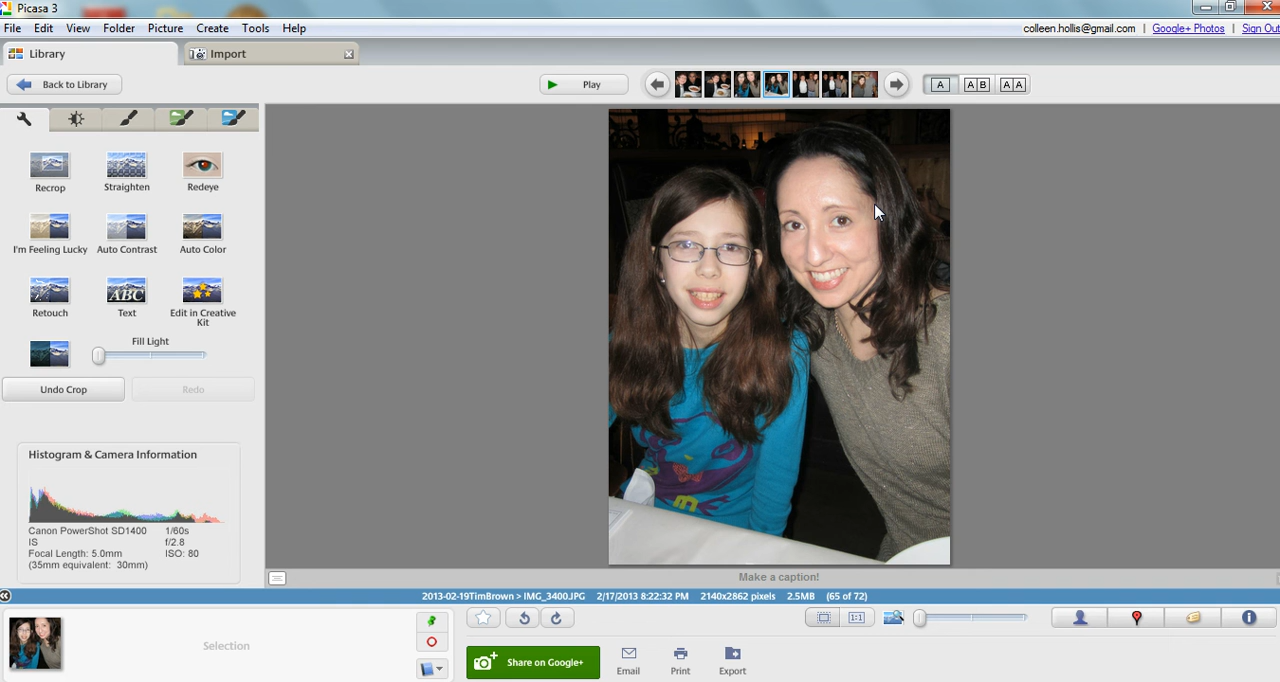 Picasa 3
File Edit View Folder Picture Create Tools Help
colleen.hollis@gmail.com | Google+ Photos | Sign Out
Library Import
Back to Library Play A AB AA
Recrop Straighten Redeye
I'm Feeling Lucky Auto Contrast Auto Color
ABC
Retouch Text Edit in Creative
Kit
Fill Light
Undo Crop Redo
Histogram & Camera Information
Canon PowerShot SD1400 1/60s
IS f/2.8
Focal Length: 5.0mm ISO: 80
(35mm equivalent: 30mm)
Make a caption!
2013-02-19TimBrown > IMG_3400.JPG 2/17/2013 8:22:32 PM 2140x2862 pixels 2.5MB (65 of 72)
1:1
Selection
Share on Google+ Email Print Export